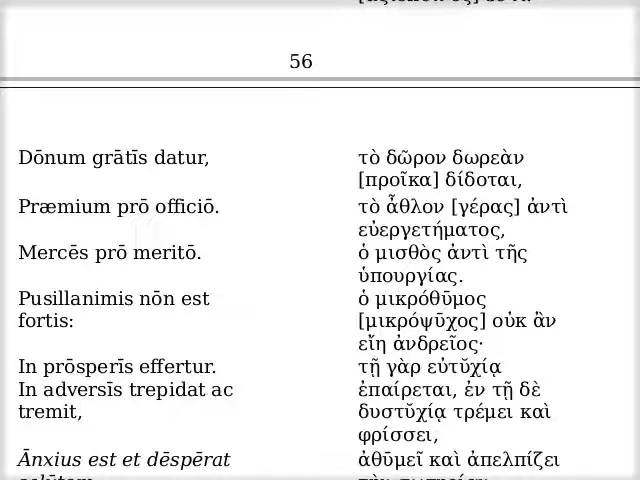 56
Dōnum grātīs datur,
τὸ δῶρον δωρεὰν
[προῖκα] δίδοται,
Præmium prō officiō.
τὸ ἆθλον [γέρας] ἀντὶ
εὐεργετήματος,
Mercēs prō meritō.
ὁ μισθὸς ἀντὶ τῆς
ὑπουργίας.
Pusillanimis nōn est
fortis:
ὁ μικρόθῡμος
[μικρόψῡχος] οὐκ ἂν
εἴη ἀνδρεῖος·
In prōsperīs effertur.
τῇ γὰρ εὐτῠχίᾳ
In adversīs trepidat ac
tremit,
ἐπαίρεται, ἐν τῇ δὲ
δυστῠχίᾳ τρέμει καὶ
φρίσσει,
Ānxius est et dēspērat
ἀθῡμεῖ καὶ ἀπελπίζει